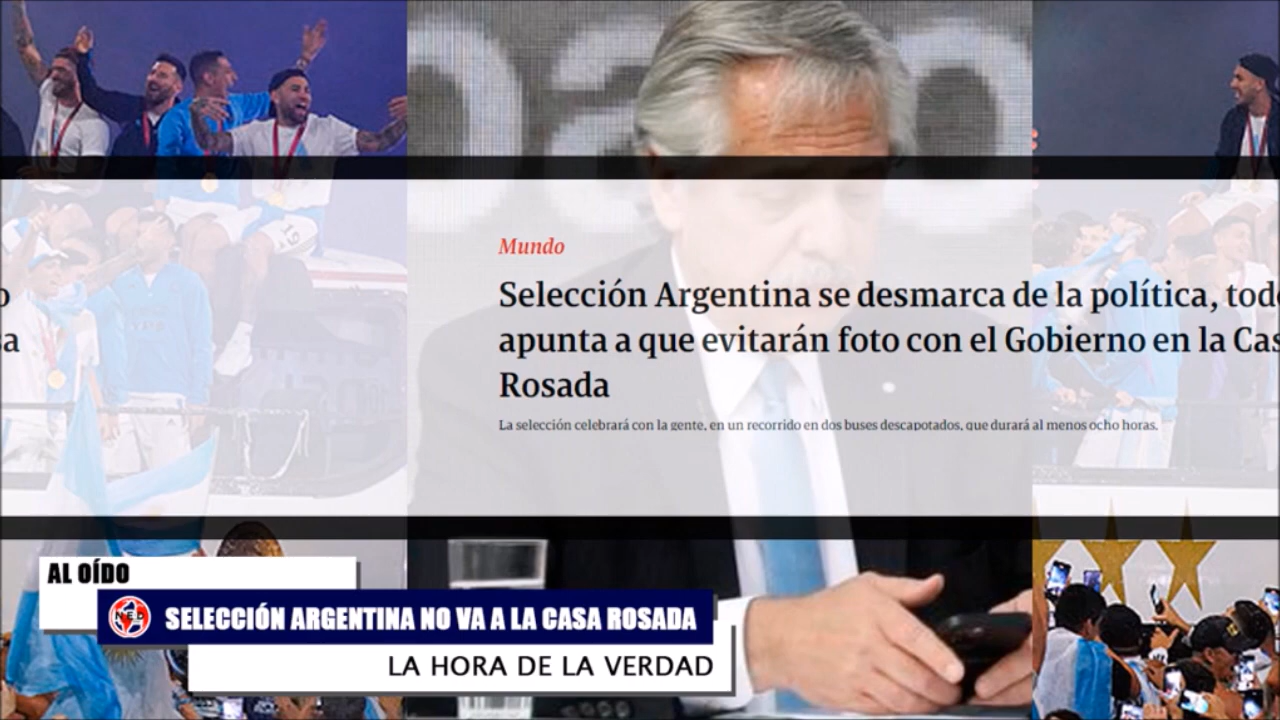 Mundo
Selección Argentina se desmarca de la política,
apunta a que evitarán foto con el Gobierno en la
Rosada
La selección celebrará con la gente, en un recorrido en dos buses descapotados, que durará al menos ocho horas.
AL OÍDO
SELECCIÓN ARGENTINA NO VA A LA CASA ROSADA
LA HORA DE LA VERDAD
19